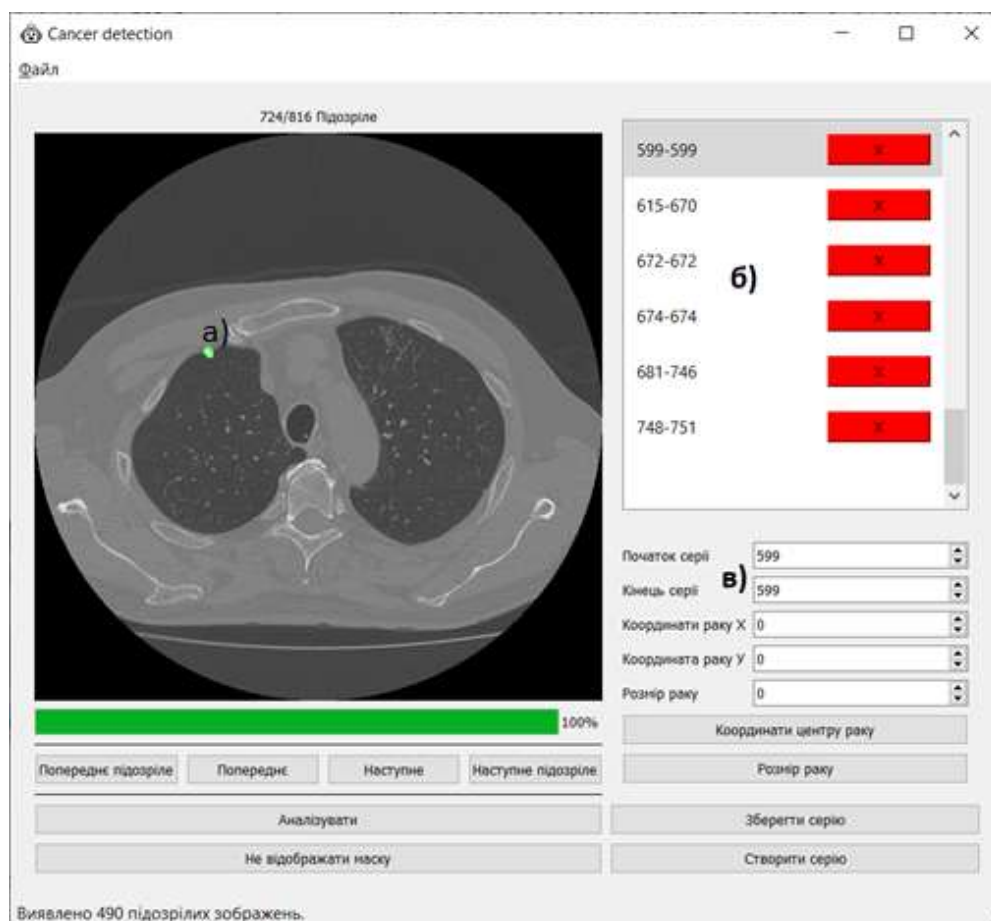 Cancer detection
Файл
724/816 Підозріле
а)
599-599 X
615-670 X
672-672 X
б)
674-674 X
681-746 X
748-751 X
Початок серії 599
в)
Кінець серії 599
Координати раку X 0
Координата раку У 0
Розмір раку 0
100%
Координати центру раку
Попереднє підозріле Попереднє Наступне Наступне підозріле
Розмір раку
Аналізувати
Зберегти серію
Не відображати маску
Створити серію
Виявлено 490 підозрілих зображень.